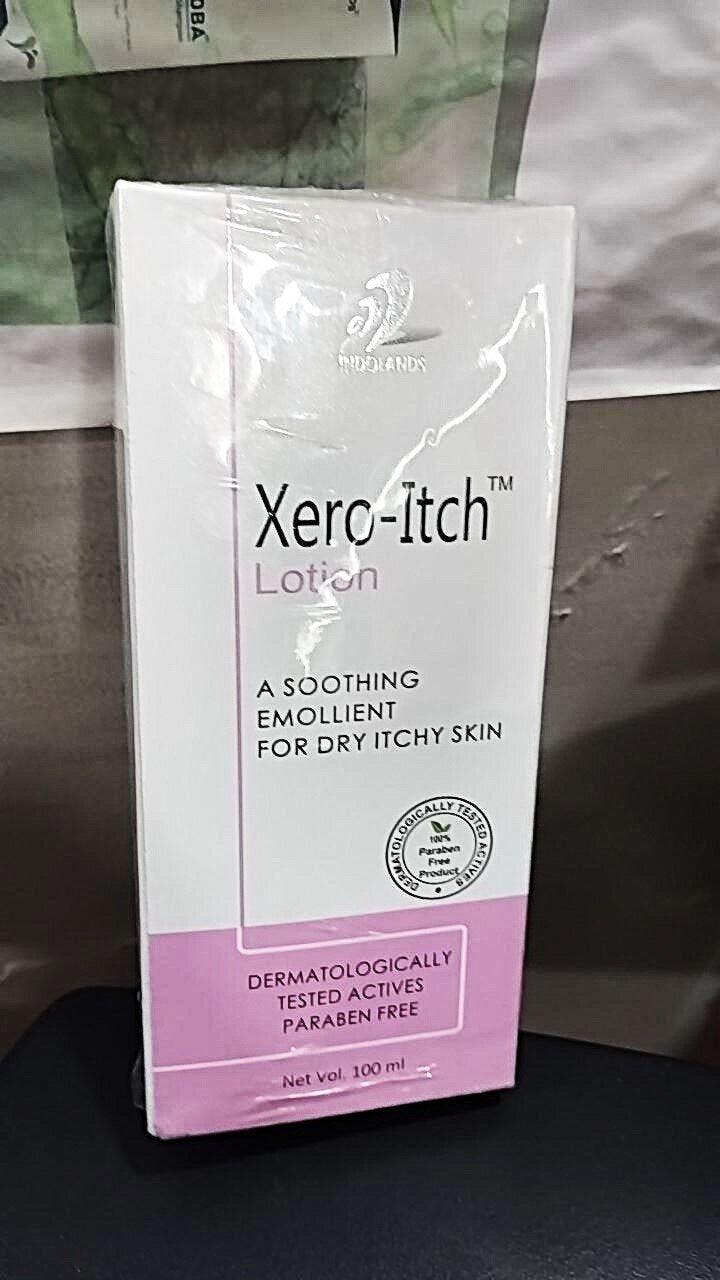 OBA
INDOLANDS
Xero-Itch™
Lotion
A SOOTHING
EMOLLIENT
FOR DRY ITCHY SKIN
DERMATOLOGICALLY TESTED ACTIVES
100%
Paraben
Free
Product
DERMATOLOGICALLY
TESTED ACTIVES
PARABEN FREE
Net Vol. 100 ml